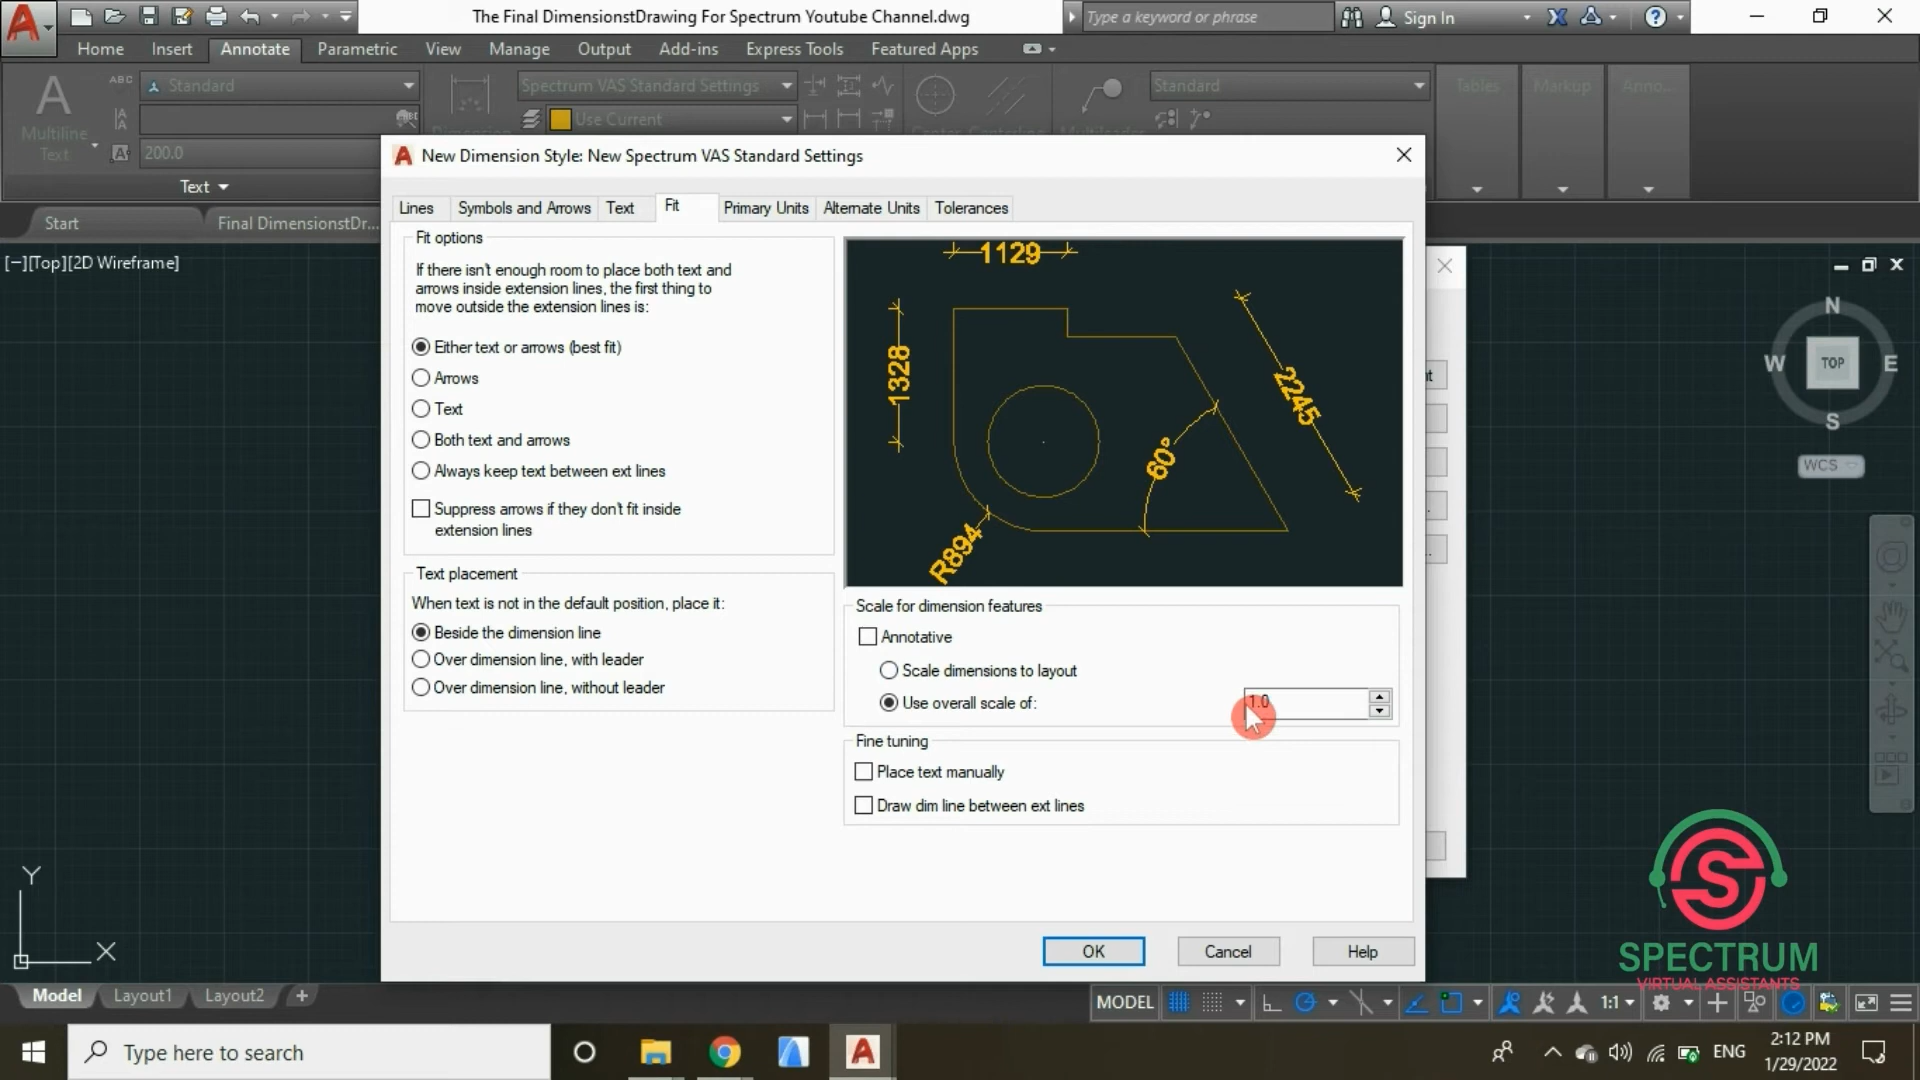 The Final DimensionstDrawing For Spectrum Youtube Channel.dwg
Type a keyword or phrase
Sign In
Home Insert Annotate Parametric View Manage Output Add-ins Express Tools Featured Apps
Multiline
Text
ABC
Standard
200.0
Text
Spectrum VAS Standard Settings
Use Current
Standard
Tables
Markup
Anno...
Start
Final DimensionstDr...
[−][Top][2D Wireframe]
New Dimension Style: New Spectrum VAS Standard Settings
Lines
Symbols and Arrows
Text
Fit
Primary Units
Alternate Units
Tolerances
Fit options
If there isn't enough room to place both text and
arrows inside extension lines, the first thing to
move outside the extension lines is:
Either text or arrows (best fit)
Arrows
Text
Both text and arrows
Always keep text between ext lines
Suppress arrows if they don't fit inside
extension lines
Text placement
When text is not in the default position, place it:
Beside the dimension line
Over dimension line, with leader
Over dimension line, without leader
1129
1328
2245
60°
R894
Scale for dimension features
Annotative
Scale dimensions to layout
Use overall scale of:
1.0
Fine tuning
Place text manually
Draw dim line between ext lines
OK
Cancel
Help
N
W
TOP
E
S
WCS
Y
X
S
SPECTRUM
VIRTUAL ASSISTANTS
Model
Layout1
Layout2
+
MODEL
1:1
Type here to search
ENG
2:12 PM
1/29/2022